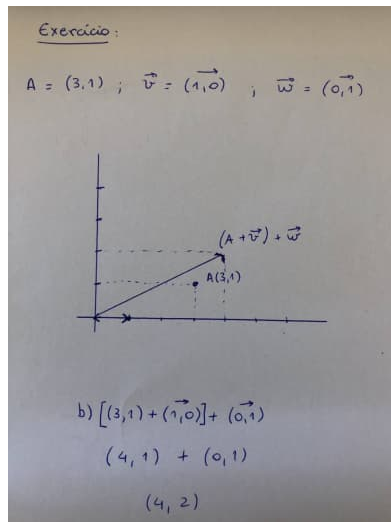 Exercício:
A = (3,1) ; v⃗ = (1,0)⃗ ; w⃗ = (0,1)⃗
(A + v⃗) + w⃗
A(3,1)
b) [(3,1) + (1,0)⃗] + (0,1)⃗
(4,1) + (0,1)
(4,2)